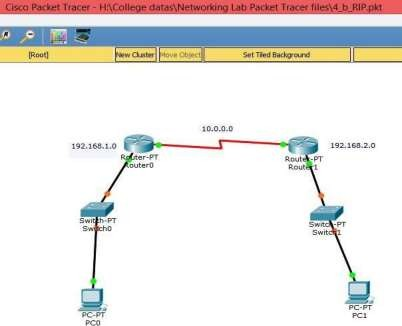 Cisco Packet Tracer - H:\College datas\Networking Lab Packet Tracer files\4_b_RIP.pkt
[Root] New Cluster Move Object Set Tiled Background
10.0.0.0
192.168.1.0
192.168.2.0
Router-PT
Router0
Router-PT
Router1
Switch-PT
Switch0
Switch-PT
Switch1
PC-PT
PC0
PC-PT
PC1